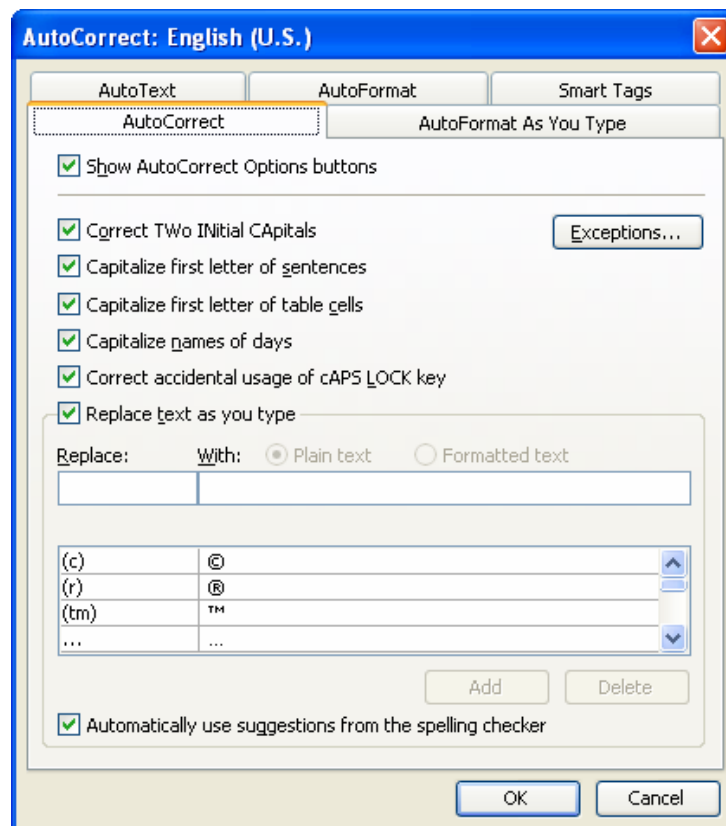 AutoCorrect: English (U.S.)
AutoText AutoFormat Smart Tags
AutoCorrect AutoFormat As You Type
Show AutoCorrect Options buttons
Correct TWo INitial CApitals Exceptions...
Capitalize first letter of sentences
Capitalize first letter of table cells
Capitalize names of days
Correct accidental usage of cAPS LOCK key
Replace text as you type
Replace: With: Plain text Formatted text
(c) ©
(r) ®
(tm) ™
... …
Add Delete
Automatically use suggestions from the spelling checker
OK Cancel